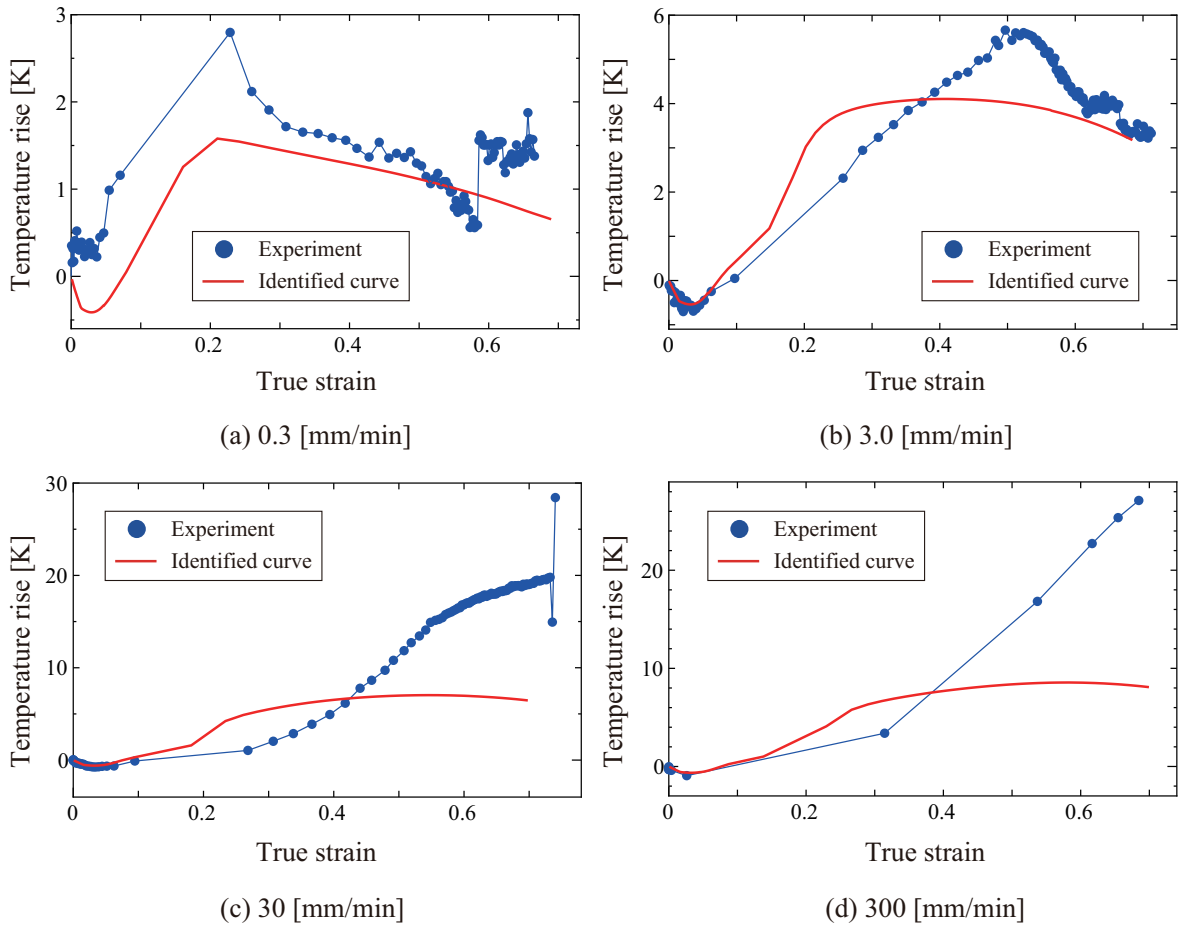 3
2
1
0
Temperature rise [K]
Experiment
Identified curve
0
0.2
0.4
0.6
True strain
(a) 0.3 [mm/min]
6
4
2
0
Temperature rise [K]
Experiment
Identified curve
0
0.2
0.4
0.6
True strain
(b) 3.0 [mm/min]
30
20
10
0
Temperature rise [K]
Experiment
Identified curve
0
0.2
0.4
0.6
True strain
(c) 30 [mm/min]
20
10
0
Temperature rise [K]
Experiment
Identified curve
0
0.2
0.4
0.6
True strain
(d) 300 [mm/min]